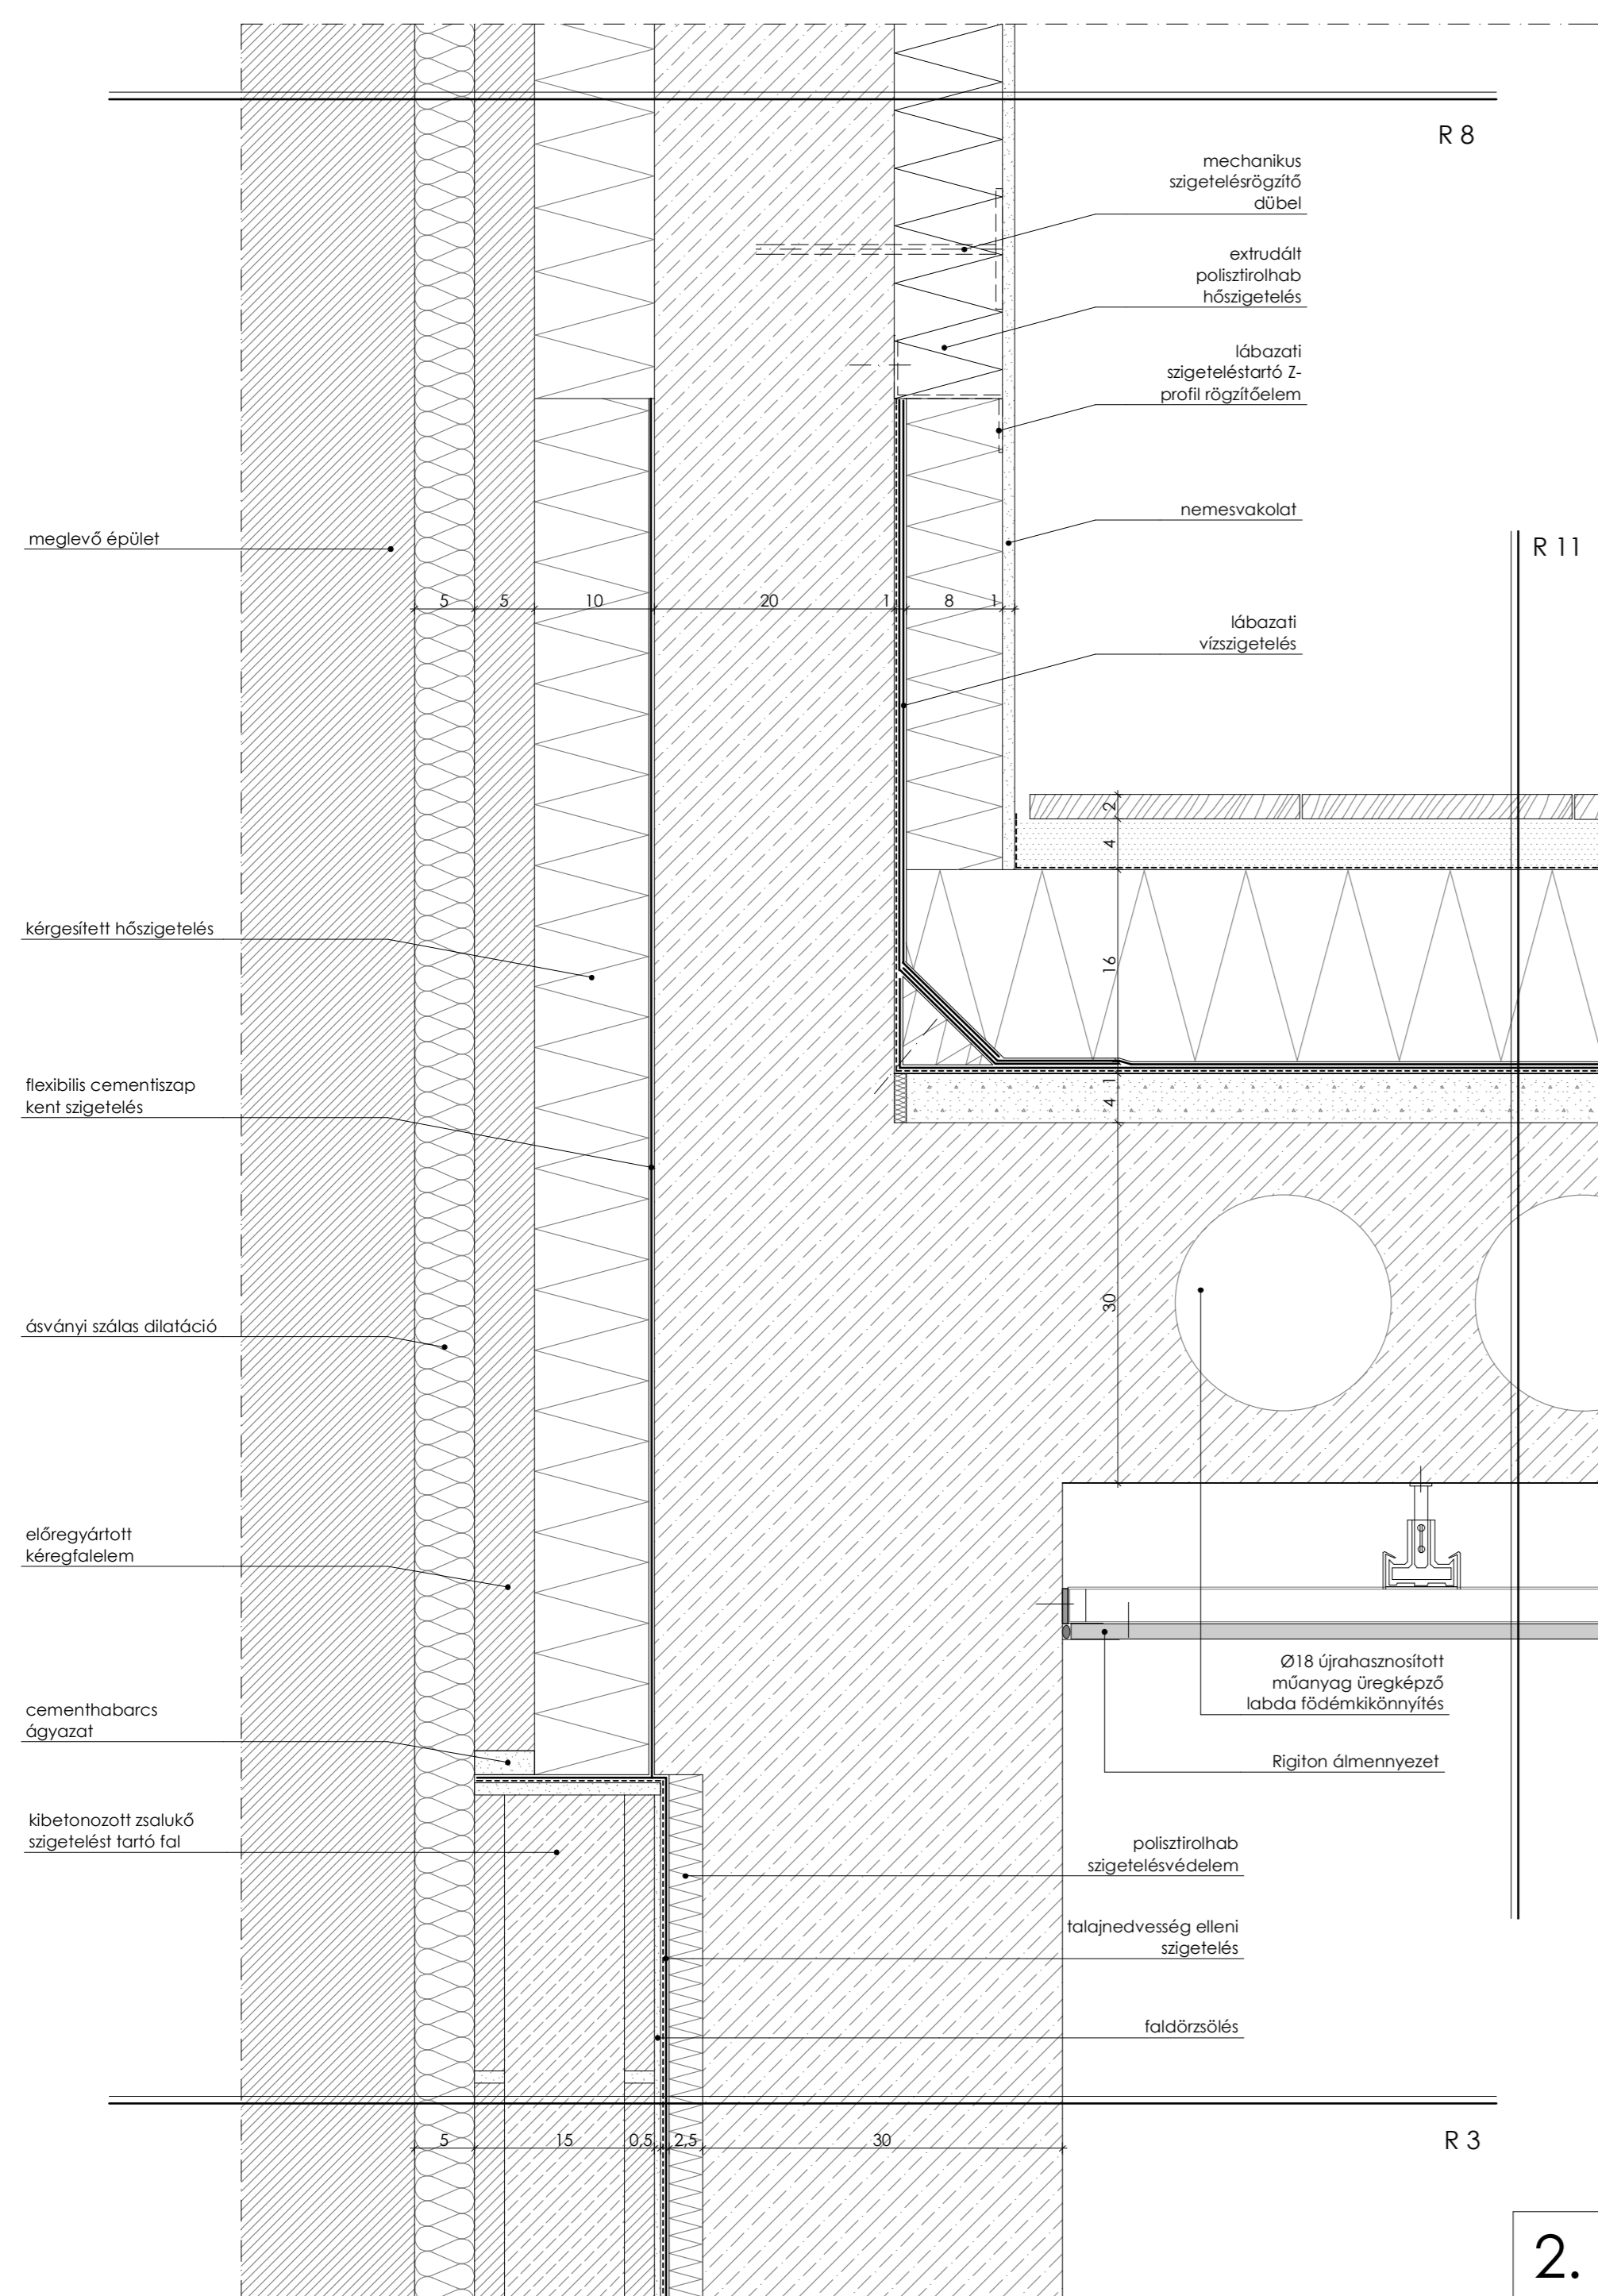 R 8
mechanikus
szigetelésrögzítő
dübel
extrudált
polisztirolhab
hőszigetelés
lábazati
szigeteléstartó Z-
profil rögzítőelem
nemesvakolat
R 11
meglevő épület
5 5 10 20 1 8 1
lábazati
vízszigetelés
2
4
kérgesített hőszigetelés
16
flexibilis cementiszap
kent szigetelés
1
4
ásványi szálas dilatáció
30
előregyártott
kéregfalelem
Ø18 újrahasznosított
műanyag üregképző
labda födémkikönnyítés
cementhabarcs
ágyazat
Rigiton álmennyezet
kibetonozott zsalukő
szigetelést tartó fal
polisztirolhab
szigetelésvédelem
talajnedvesség elleni
szigetelés
faldörzsölés
5 15 0,5 2,5 30
R 3
2.